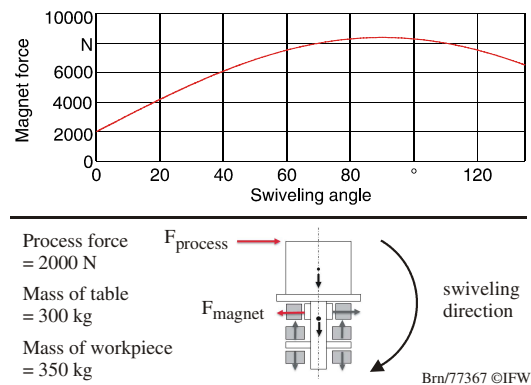 10000
N
6000
4000
2000
0
Magnet force
0 20 40 60 80 ° 120
Swiveling angle
Process force
= 2000 N
Mass of table
= 300 kg
Mass of workpiece
= 350 kg
Fprocess
Fmagnet
swiveling
direction
Brn/77367 ©IFW